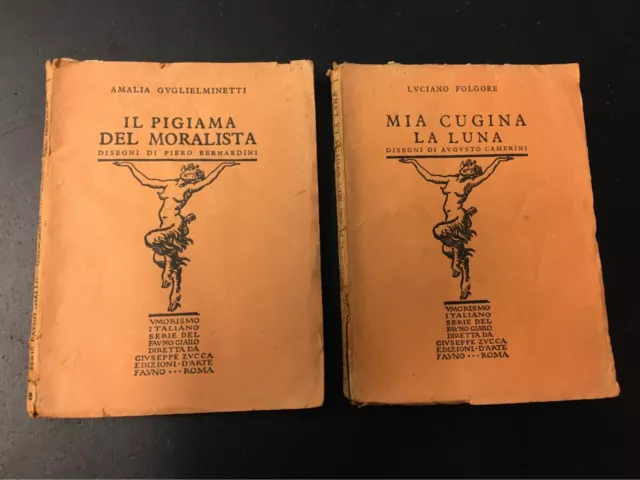 AMALIA GVGLIELMINETTI
IL PIGIAMA
DEL MORALISTA
DISEGNI DI PIERO BERNARDINI
VMORISMO
ITALIANO
SERIE DEL
FAVNO GIALLO
DIRETTA DA
GIVSEPPE ZVCCA
EDIZIONI D'ARTE
FAVNO ••• ROMA
LVCIANO FOLGORE
MIA CUGINA
LA LUNA
DISEGNI DI AVGVSTO CAMERINI
VMORISMO
ITALIANO
SERIE DEL
FAVNO GIALLO
DIRETTA DA
GIVSEPPE ZVCCA
EDIZIONI • D'ARTE
FAVNO ••• ROMA